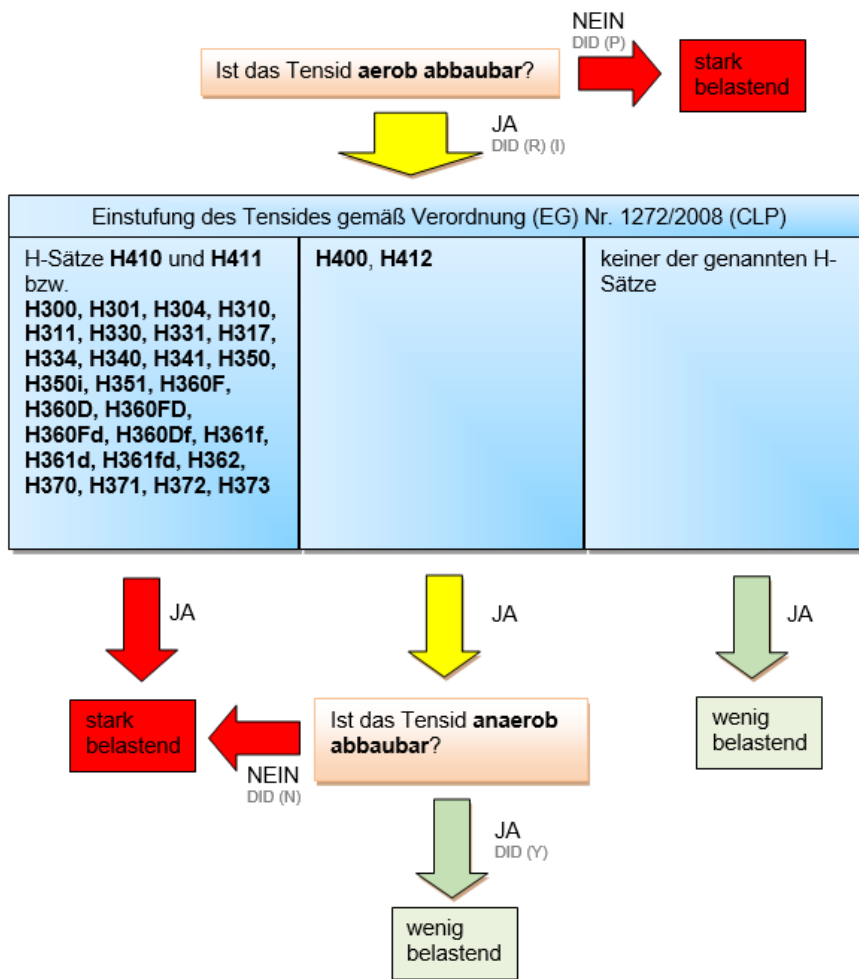 NEIN
DID (P)
Ist das Tensid aerob abbaubar?
stark
belastend
JA
DID (R) (I)
Einstufung des Tensides gemäß Verordnung (EG) Nr. 1272/2008 (CLP)
H-Sätze H410 und H411
bzw.
H300, H301, H304, H310,
H311, H330, H331, H317,
H334, H340, H341, H350,
H350i, H351, H360F,
H360D, H360FD,
H360Fd, H360Df, H361f,
H361d, H361fd, H362,
H370, H371, H372, H373
H400, H412
keiner der genannten H-
Sätze
JA
JA
JA
stark
belastend
NEIN
DID (N)
Ist das Tensid anaerob
abbaubar?
wenig
belastend
JA
DID (Y)
wenig
belastend